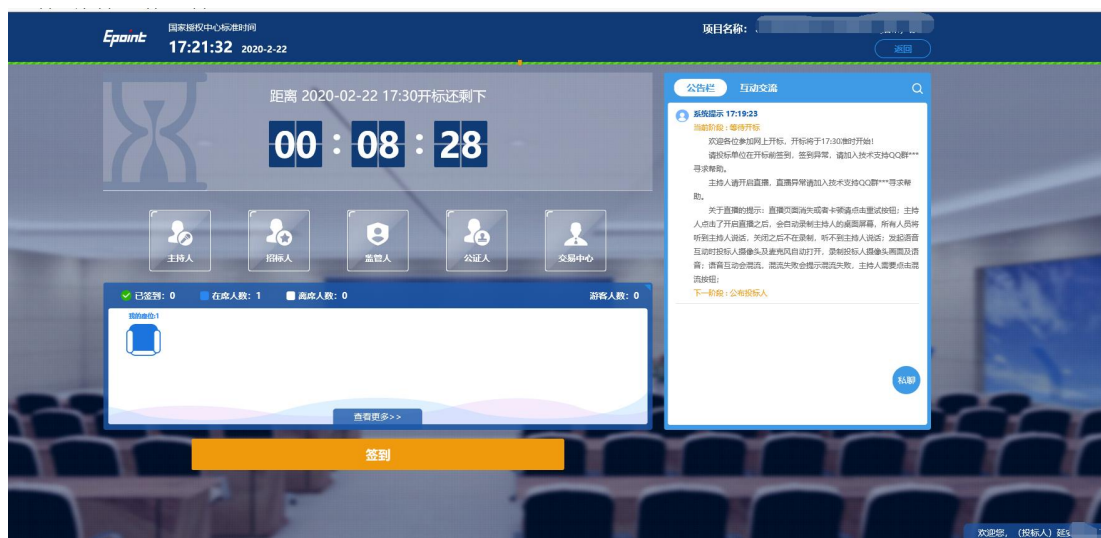 Epoint
国家授权中心标准时间
17:21:32 2020-2-22
项目名称：
返回
距离 2020-02-22 17:30开标还剩下
00 : 08 : 28
主持人
招标人
监管人
公证人
交易中心
已签到：0 在席人数：1 离席人数：0 游客人数：0
我的座位:1
查看更多>>
签到
公告栏 互动交流
系统提示 17:19:23
当前阶段：等待开标
欢迎各位参加网上开标，开标将于17:30准时开始！
请投标单位在开标前签到，签到异常，请加入技术支持QQ群***
寻求帮助。
主持人请开启直播，直播异常请加入技术支持QQ群***寻求帮
助。
关于直播的提示：直播页面消失或者卡顿请点击重试按钮；主持
人点击了开启直播之后，会自动录制主持人的桌面屏幕，所有人员将
听到主持人说话，关闭之后不在录制，听不到主持人说话；发起语音
互动时投标人摄像头及麦克风自动打开，录制投标人摄像头画面及语
音；语音互动会混流，混流失败会提示混流失败，主持人需要点击混
流按钮；
下一阶段：公布投标人
私聊
欢迎您，（投标人）延